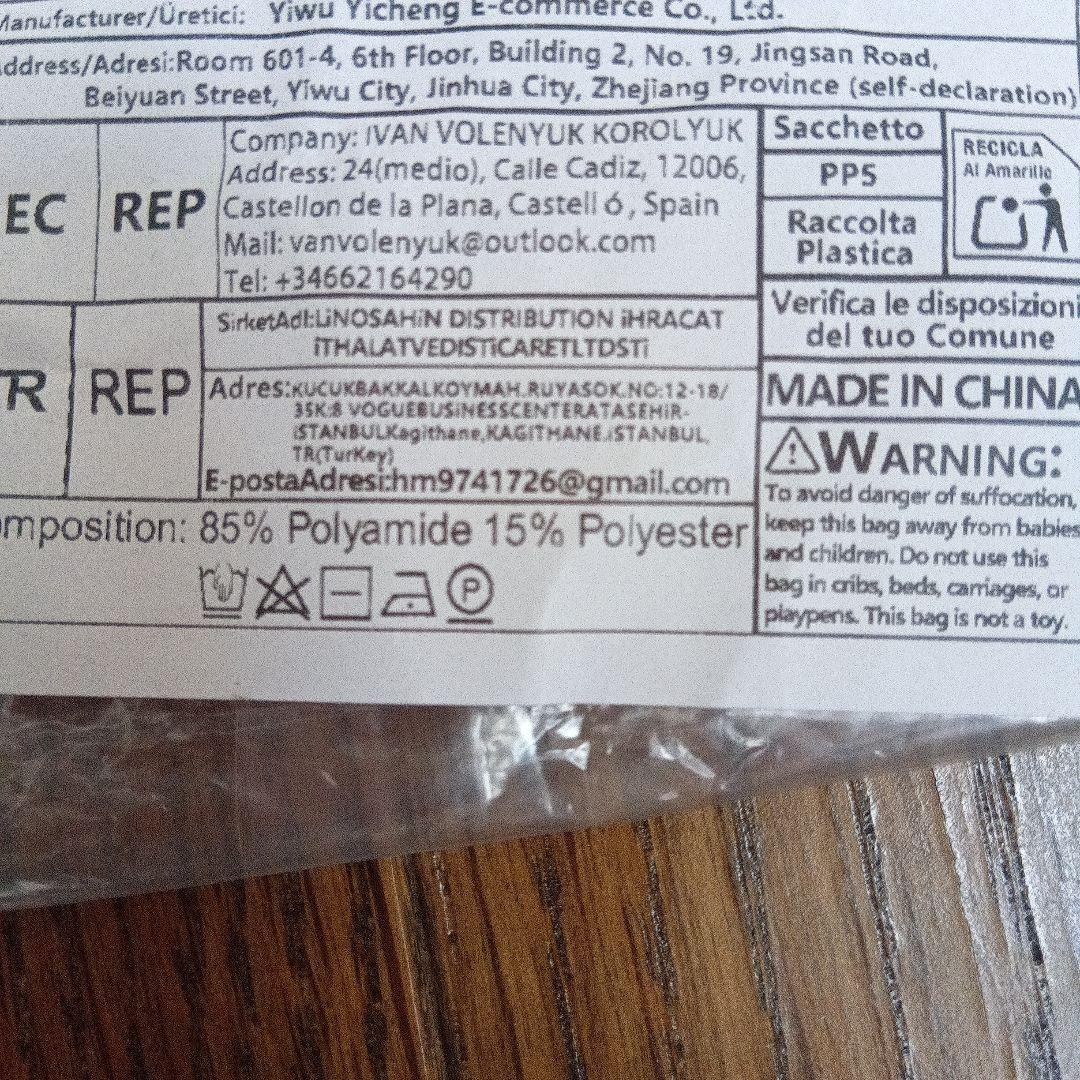 Manufacturer/Üretici: Yiwu Yicheng E-commerce Co., Ltd.
Address/Adresi:Room 601-4, 6th Floor, Building 2, No. 19, Jingsan Road,
Beiyuan Street, Yiwu City, Jinhua City, Zhejiang Province (self-declaration)
EC
REP
Company: IVAN VOLENYUK KOROLYUK
Address: 24(medio), Calle Cadiz, 12006,
Castellon de la Plana, Castelló, Spain
Mail: vanvolenyuk@outlook.com
Tel: +34662164290
TR
REP
SirketAdI:LiNOSAHiN DISTRIBUTION iHRACAT
iTHALATVEDISTiCARETLTDSTi
Adres:KUCUKBAKKALKOYMAH.RUYASOK.NO:12-18/
35K:8 VOGUEBUSiNESSCENTERATASEHiR-
iSTANBULKagithane,KAGITHANE.iSTANBUL,
TR(TurKey)
E-postaAdresi:hm9741726@gmail.com
Composition: 85% Polyamide 15% Polyester
P
Sacchetto
PP5
Raccolta
Plastica
RECICLA
Al Amarillo
Verifica le disposizioni
del tuo Comune
MADE IN CHINA
WARNING:
To avoid danger of suffocation,
keep this bag away from babies
and children. Do not use this
bag in cribs, beds, carriages, or
playpens. This bag is not a toy.